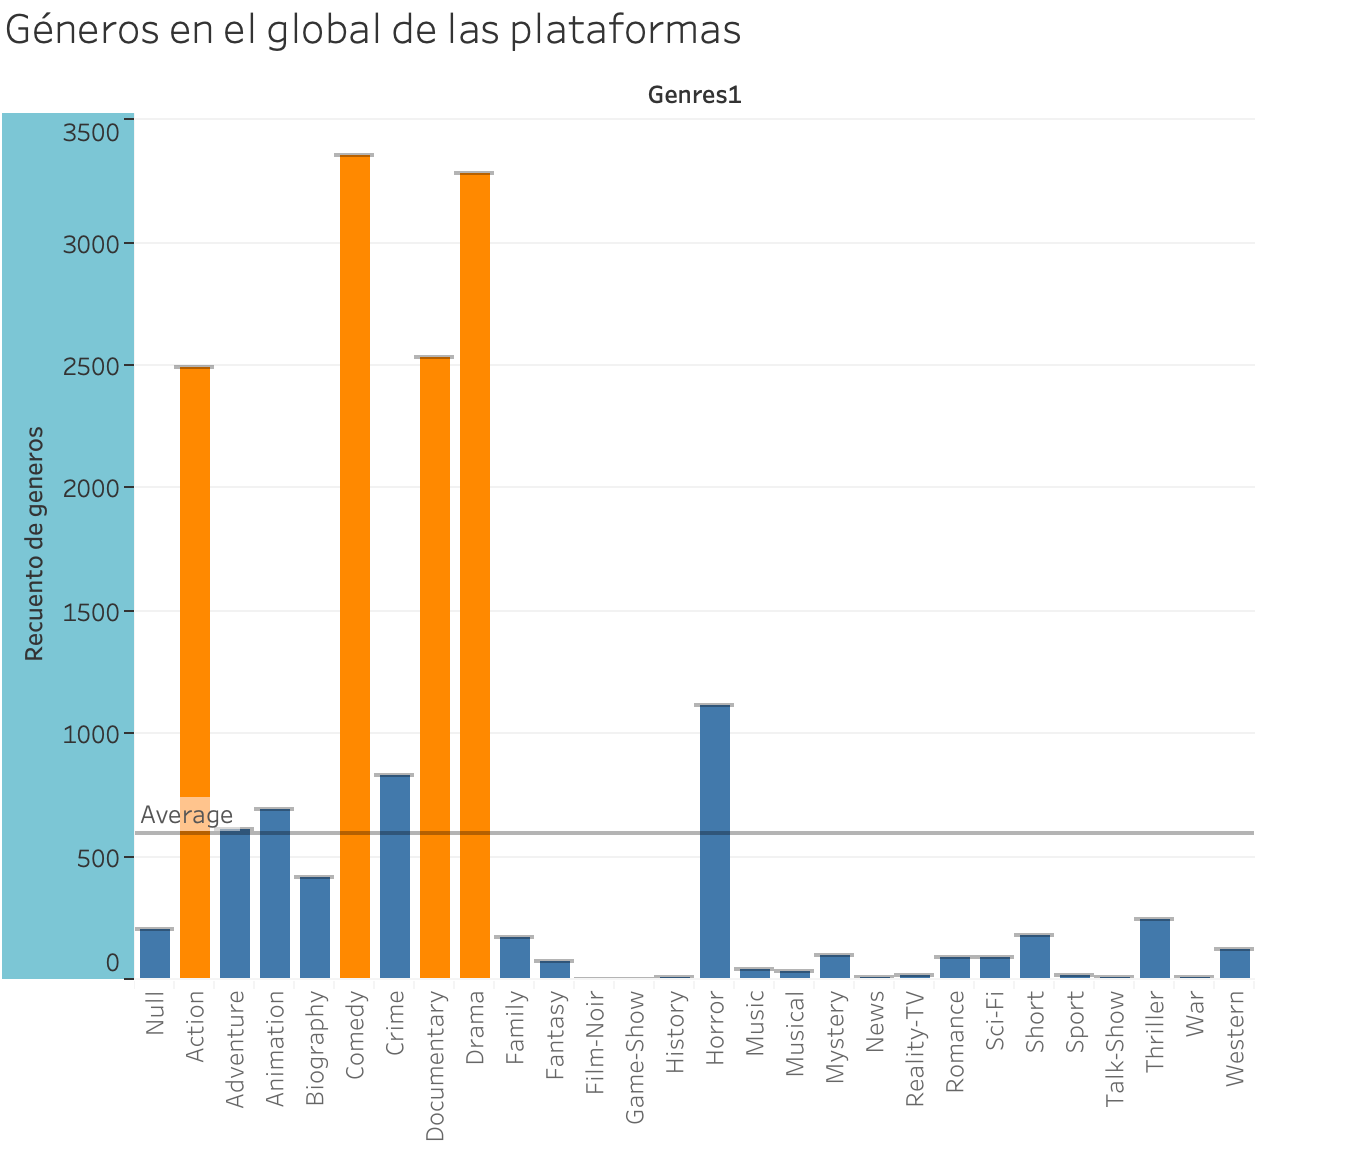 Géneros en el global de las plataformas
Genres1
3500
3000
2500
2000
1500
1000
500
0
Recuento de generos
Average
Null
Action
Adventure
Animation
Biography
Comedy
Crime
Documentary
Drama
Family
Fantasy
Film-Noir
Game-Show
History
Horror
Music
Musical
Mystery
News
Reality-TV
Romance
Sci-Fi
Short
Sport
Talk-Show
Thriller
War
Western